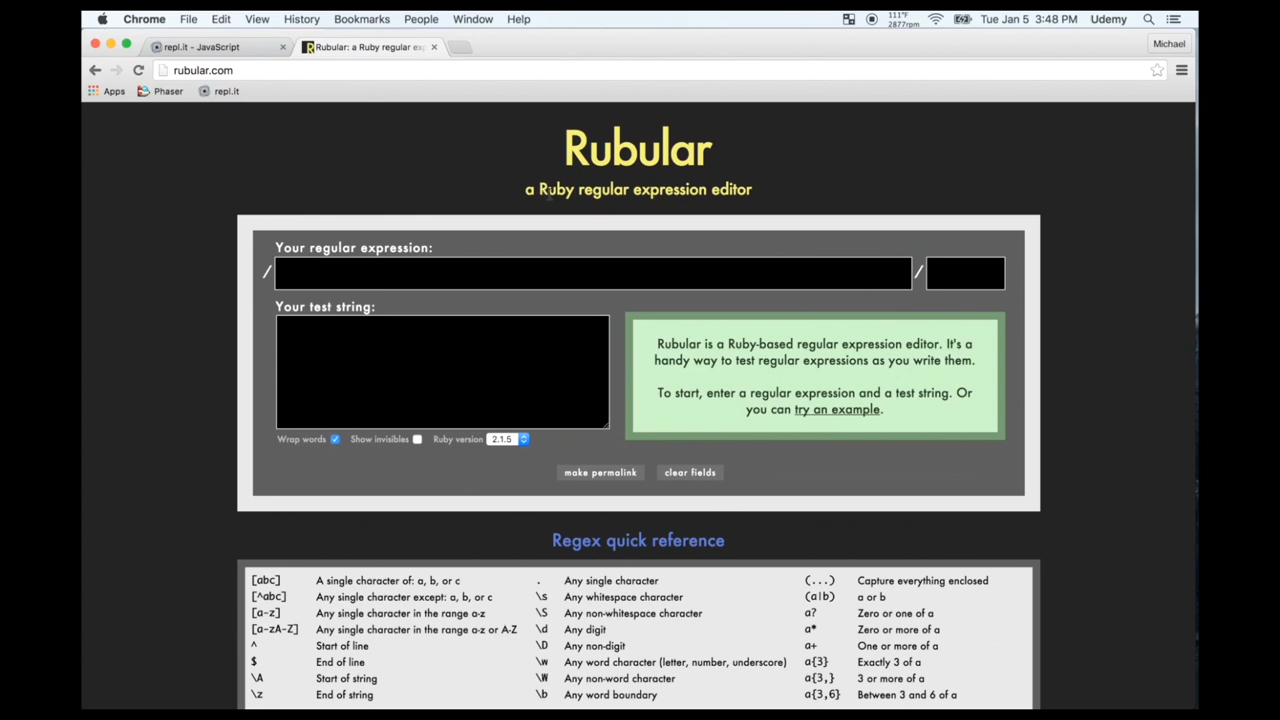 Chrome File Edit View History Bookmarks People Window Help 111°F 2877rpm Tue Jan 5 3:48 PM Udemy
repl.it - JavaScript Rubular: a Ruby regular ex Michael
rubular.com
Apps Phaser repl.it
Rubular
a Ruby regular expression editor
Your regular expression:
/ /
Your test string:
Rubular is a Ruby-based regular expression editor. It's a
handy way to test regular expressions as you write them.
To start, enter a regular expression and a test string. Or
you can try an example.
Wrap words Show invisibles Ruby version 2.1.5
make permalink clear fields
Regex quick reference
[abc] A single character of: a, b, or c . Any single character (...) Capture everything enclosed
[^abc] Any single character except: a, b, or c \s Any whitespace character (a|b) a or b
[a-z] Any single character in the range a-z \S Any non-whitespace character a? Zero or one of a
[a-zA-Z] Any single character in the range a-z or A-Z \d Any digit a* Zero or more of a
^ Start of line \D Any non-digit a+ One or more of a
$ End of line \w Any word character (letter, number, underscore) a{3} Exactly 3 of a
\A Start of string \W Any non-word character a{3,} 3 or more of a
\z End of string \b Any word boundary a{3,6} Between 3 and 6 of a